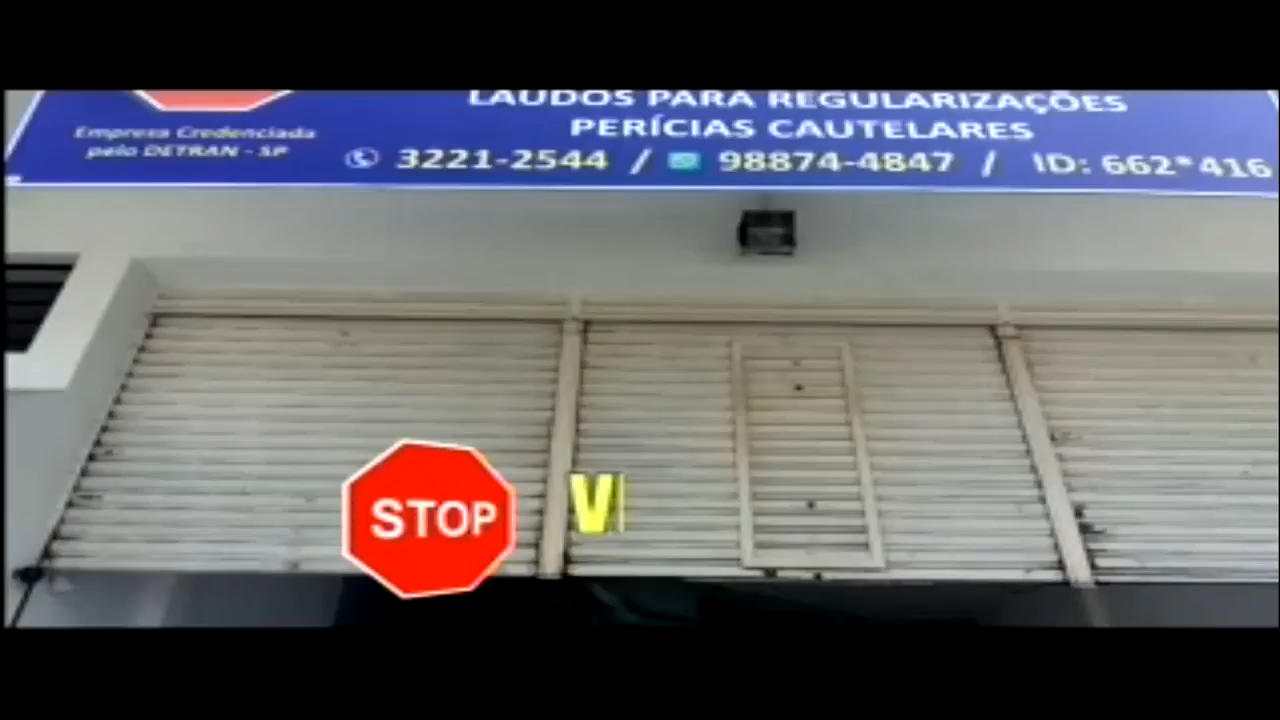 LAUDOS PARA REGULARIZAÇÕES
PERÍCIAS CAUTELARES
Empresa Credenciada
pelo DETRAN - SP
3221-2544 / 98874-4847 / ID: 662*416
STOP
V